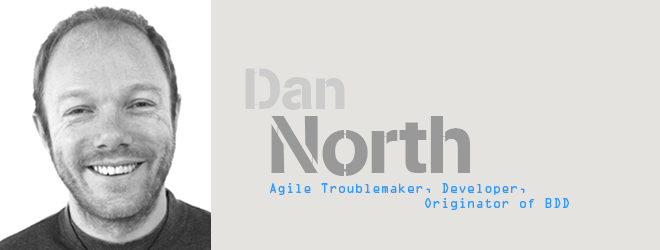 Dan
North
Agile Troublemaker, Developer,
Originator of BDD